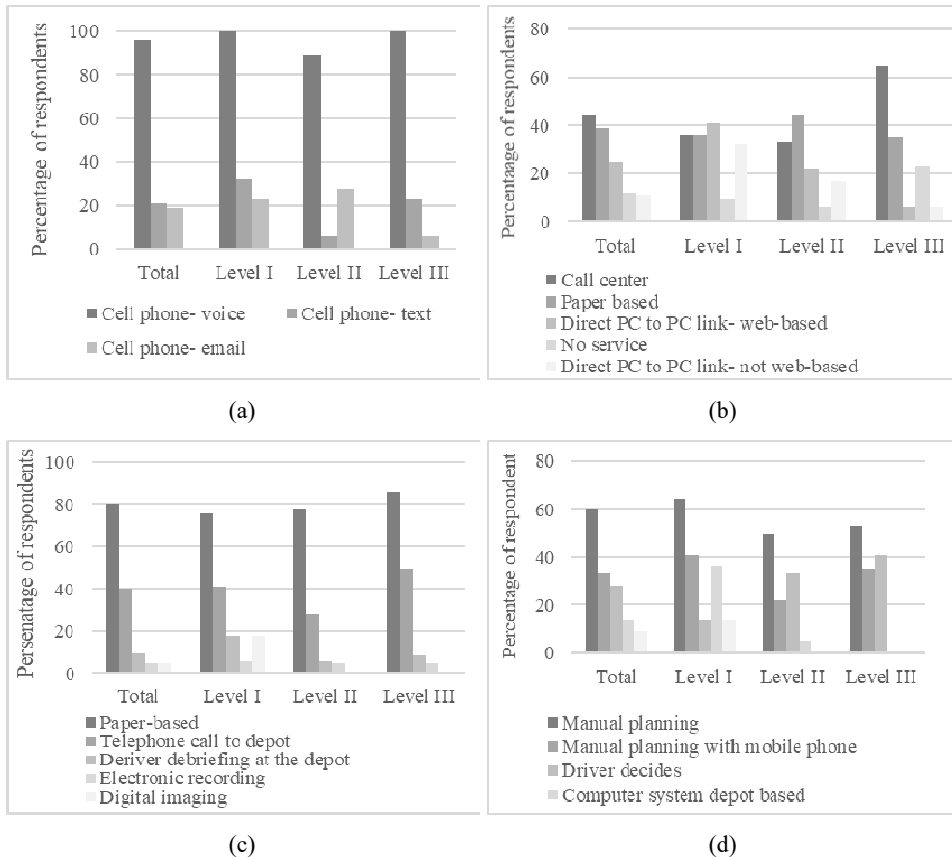 Percentage of respondents
100
80
60
40
20
0
Total Level I Level II Level III
Cell phone- voice Cell phone- text
Cell phone- email
(a)
Percentaage of respondents
80
60
40
20
0
Total Level I Level II Level III
Call center
Paper based
Direct PC to PC link- web-based
No service
Direct PC to PC link- not web-based
(b)
Persenatage of respondents
100
80
60
40
20
0
Total Level I Level II Level III
Paper-based
Telephone call to depot
Deriver debriefing at the depot
Electronic recording
Digital imaging
(c)
Percentage of respondent
80
60
40
20
0
Total Level I Level II Level III
Manual planning
Manual planning with mobile phone
Driver decides
Computer system depot based
(d)